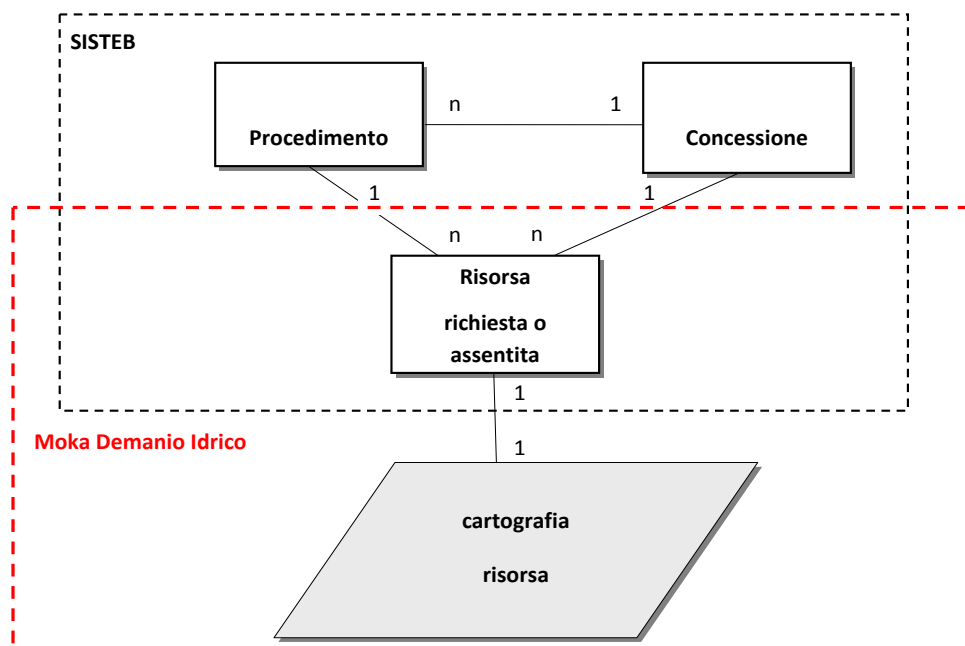 SISTEB
n
1
Procedimento
Concessione
1
1
n
n
Risorsa
richiesta o
assentita
1
Moka Demanio Idrico
1
cartografia
risorsa